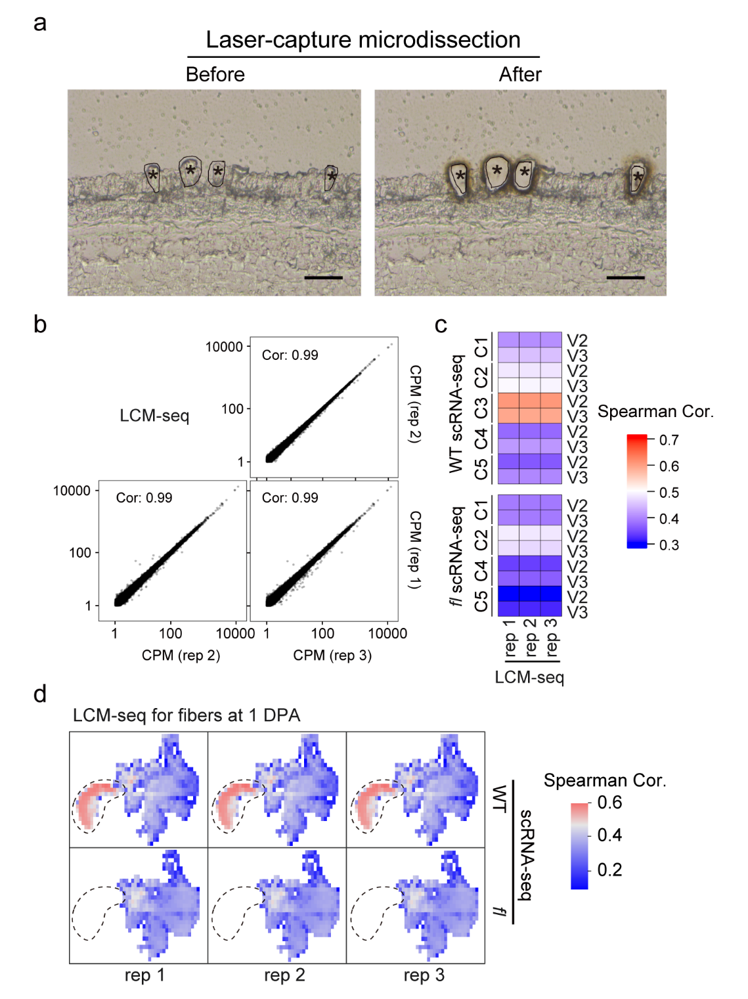 a
Laser-capture microdissection
Before
After
*
*
*
*
*
*
*
*
b
LCM-seq
10000
100
1
Cor: 0.99
CPM (rep 2)
10000
100
1
Cor: 0.99
Cor: 0.99
CPM (rep 1)
1
100
10000
1
100
10000
CPM (rep 2)
CPM (rep 3)
c
WT scRNA-seq
C1
V2
V3
C2
V2
V3
C3
V2
V3
C4
V2
V3
C5
V2
V3
fl scRNA-seq
C1
V2
V3
C2
V2
V3
C4
V2
V3
C5
V2
V3
rep 1
rep 2
rep 3
LCM-seq
Spearman Cor.
0.7
0.6
0.5
0.4
0.3
d
LCM-seq for fibers at 1 DPA
WT
fl
scRNA-seq
rep 1
rep 2
rep 3
Spearman Cor.
0.6
0.4
0.2